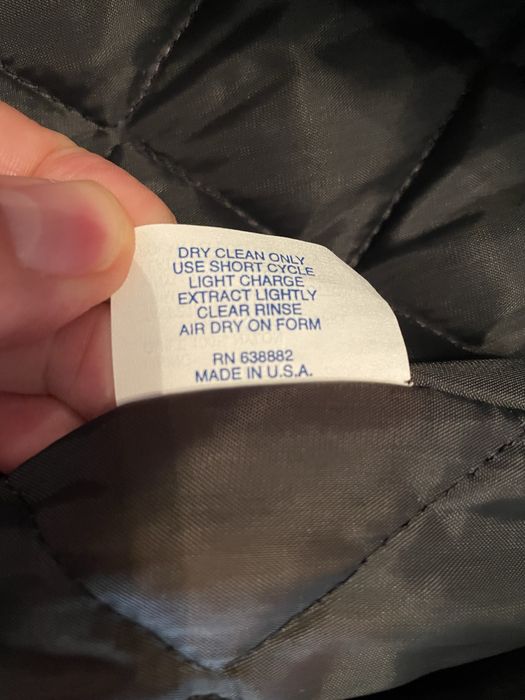 DRY CLEAN ONLY
USE SHORT CYCLE
LIGHT CHARGE
EXTRACT LIGHTLY
CLEAR RINSE
AIR DRY ON FORM
RN 638882
MADE IN U.S.A.